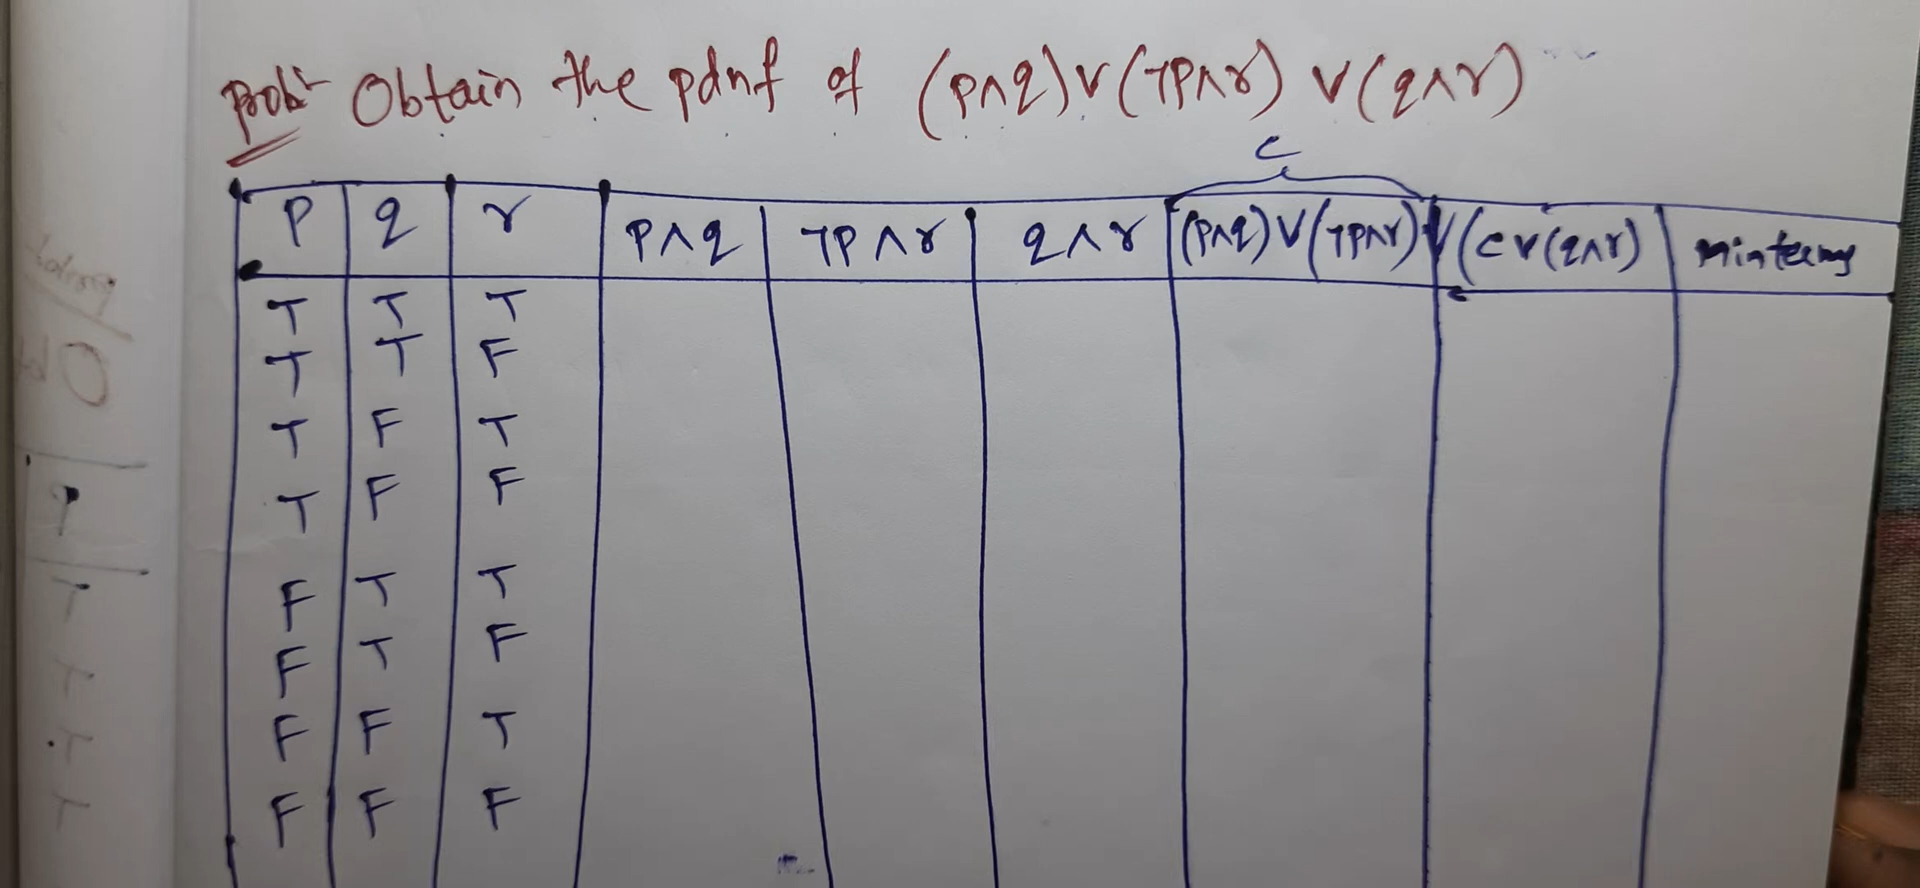 Prob:- Obtain the pdnf of (p∧q)∨(¬p∧r) ∨(q∧r)
c
P q r p∧q ¬p∧r q∧r (p∧q)∨(¬p∧r) (c∨(q∧r) Minterms
T T T
T T F
T F T
T F F
F T T
F T F
F F T
F F F